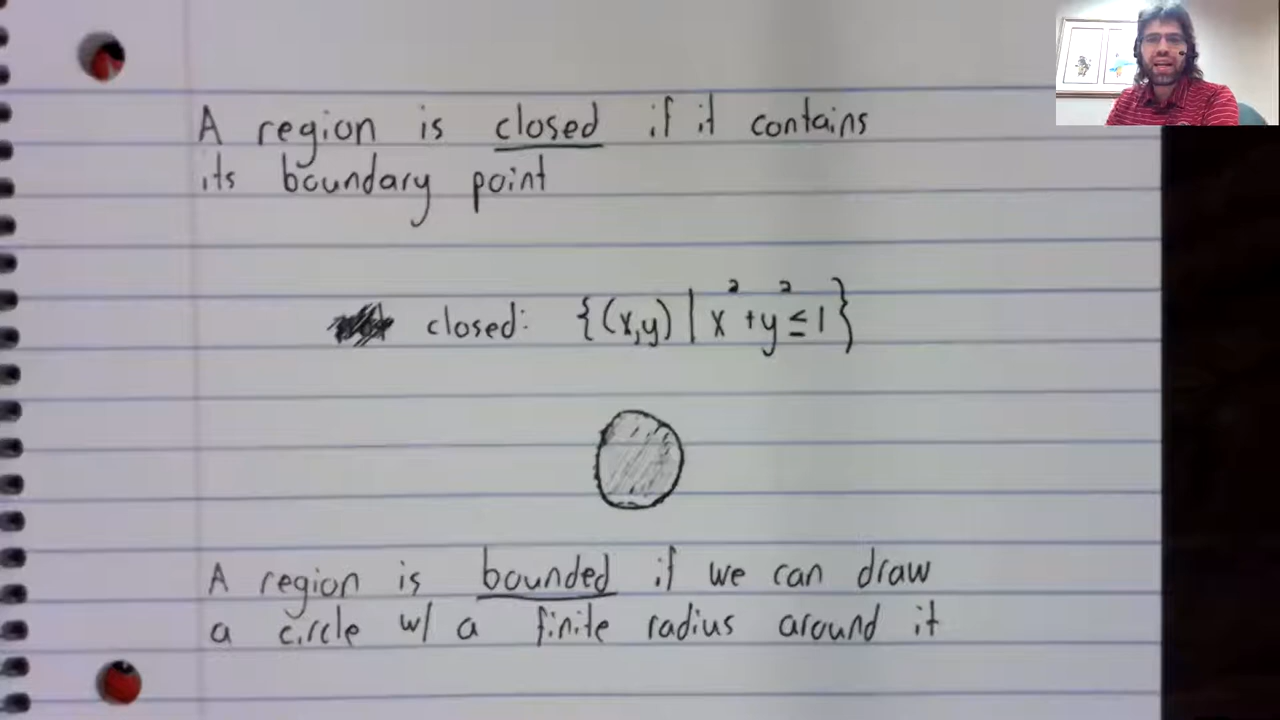 A region is closed if it contains
its boundary point
closed: {(x,y) | x² + y² ≤ 1}
A region is bounded if we can draw
a circle w/ a finite radius around it